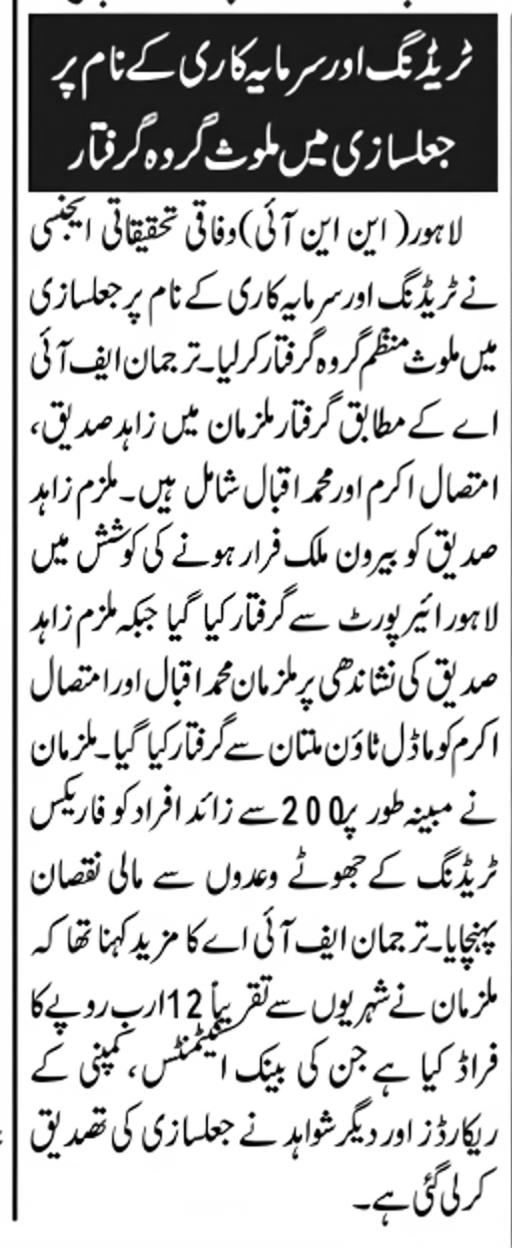 ٹریڈنگ اور سرمایہ کاری کے نام پر
جعلسازی میں ملوث گروہ گرفتار
لاہور( این این آئی)وفاقی تحقیقاتی ایجنسی
نے ٹریڈنگ اور سرمایہ کاری کے نام پر جعلسازی
میں ملوث منظم گروہ گرفتار کرلیا۔ ترجمان ایف آئی
اے کے مطابق گرفتار ملزمان میں زاہد صدیق،
امتصال اکرم اور محمد اقبال شامل ہیں۔ ملزم زاہد
صدیق کو بیرون ملک فرار ہونے کی کوشش میں
لاہور ائیر پورٹ سے گرفتار کیا گیا جبکہ ملزم زاہد
صدیق کی نشاندھی پر ملزمان محمد اقبال اور امتصال
اکرم کو ماڈل ٹاؤن ملتان سے گرفتار کیا گیا۔ ملزمان
نے مبینہ طور پر200 سے زائد افراد کو فاریکس
ٹریڈنگ کے جھوٹے وعدوں سے مالی نقصان
پہنچایا۔ ترجمان ایف آئی اے کا مزید کہنا تھا کہ
ملزمان نے شہریوں سے تقریباً 12ارب روپے کا
فراڈ کیا ہے جن کی بینک اسٹیٹمنٹس، کمپنی کے
ریکارڈز اور دیگر شواہد نے جعلسازی کی تصدیق
کرلی گئی ہے۔